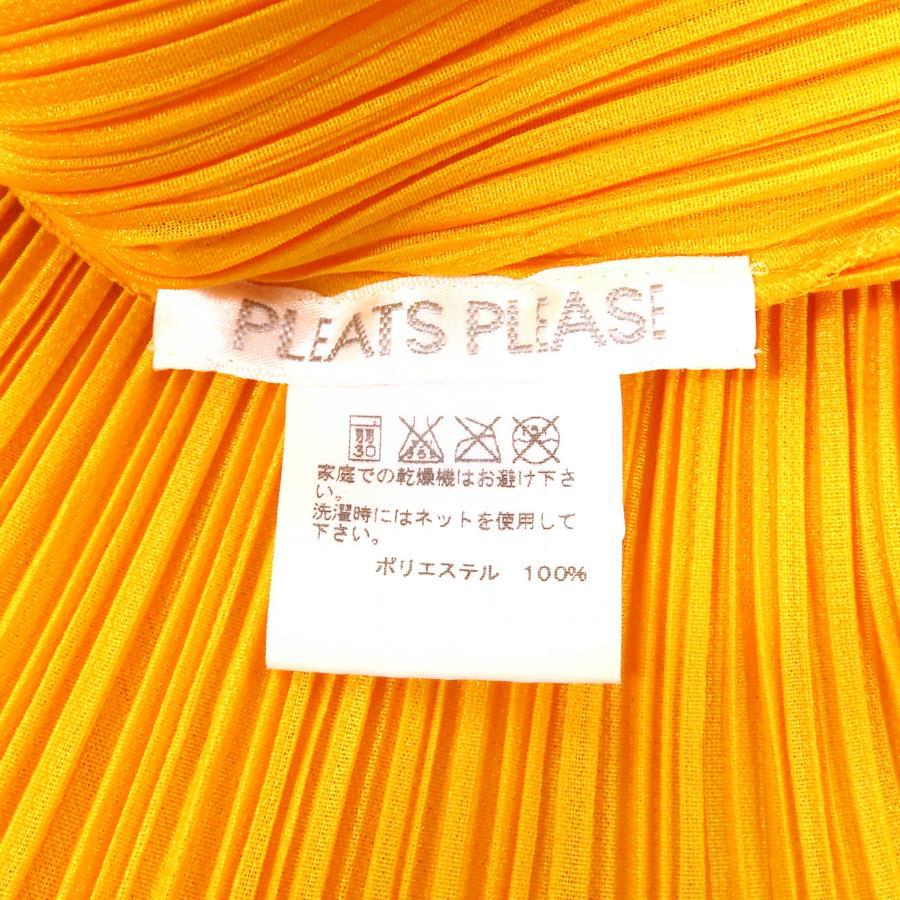 PLEATS PLEASE
30
家庭での乾燥機はお避け下さ
い。
洗濯時にはネットを使用して
下さい。
ポリエステル 100%